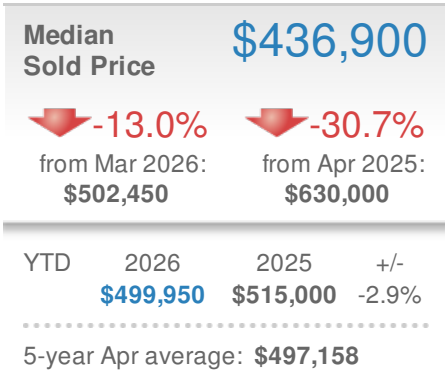 Median $436,900
Sold Price
-13.0% -30.7%
from Mar 2026: from Apr 2025:
$502,450 $630,000
YTD 2026 2025 +/-
$499,950 $515,000 -2.9%
5-year Apr average: $497,158